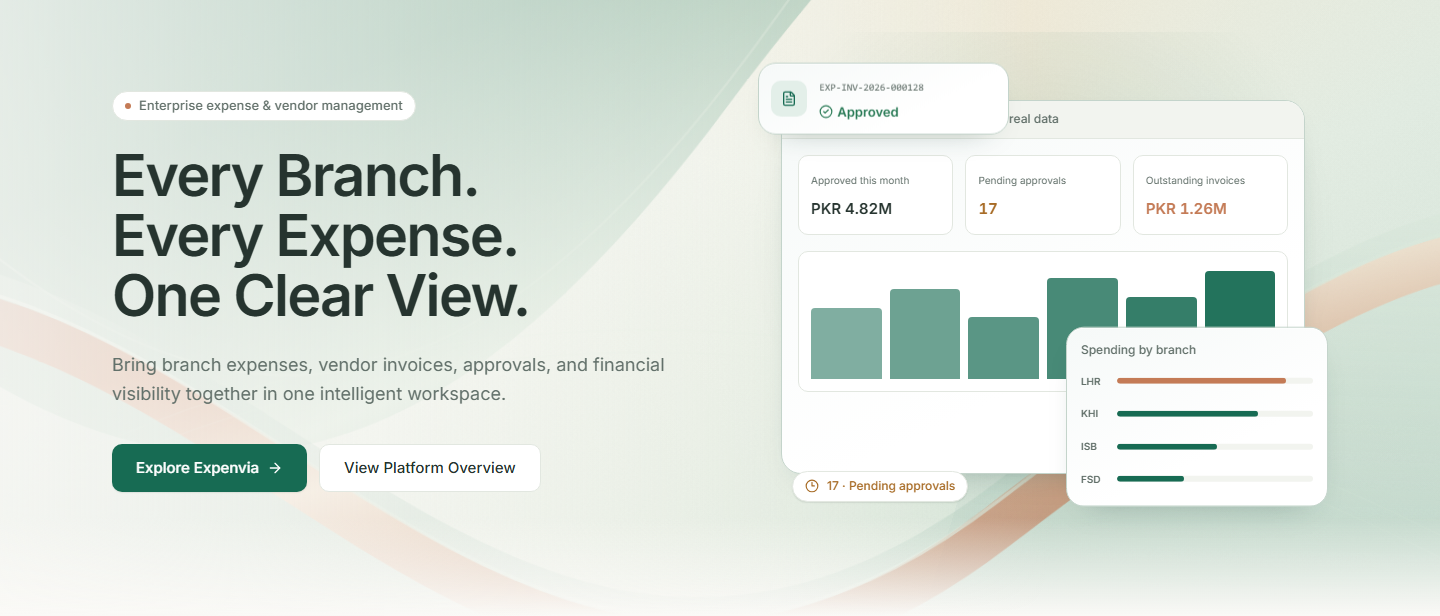 Enterprise expense & vendor management
Every Branch.
Every Expense.
One Clear View.
Bring branch expenses, vendor invoices, approvals, and financial
visibility together in one intelligent workspace.
Explore Expenvia
View Platform Overview
EXP-INV-2026-000128
Approved
real data
Approved this month
PKR 4.82M
Pending approvals
17
Outstanding invoices
PKR 1.26M
Spending by branch
LHR
KHI
ISB
FSD
17 · Pending approvals